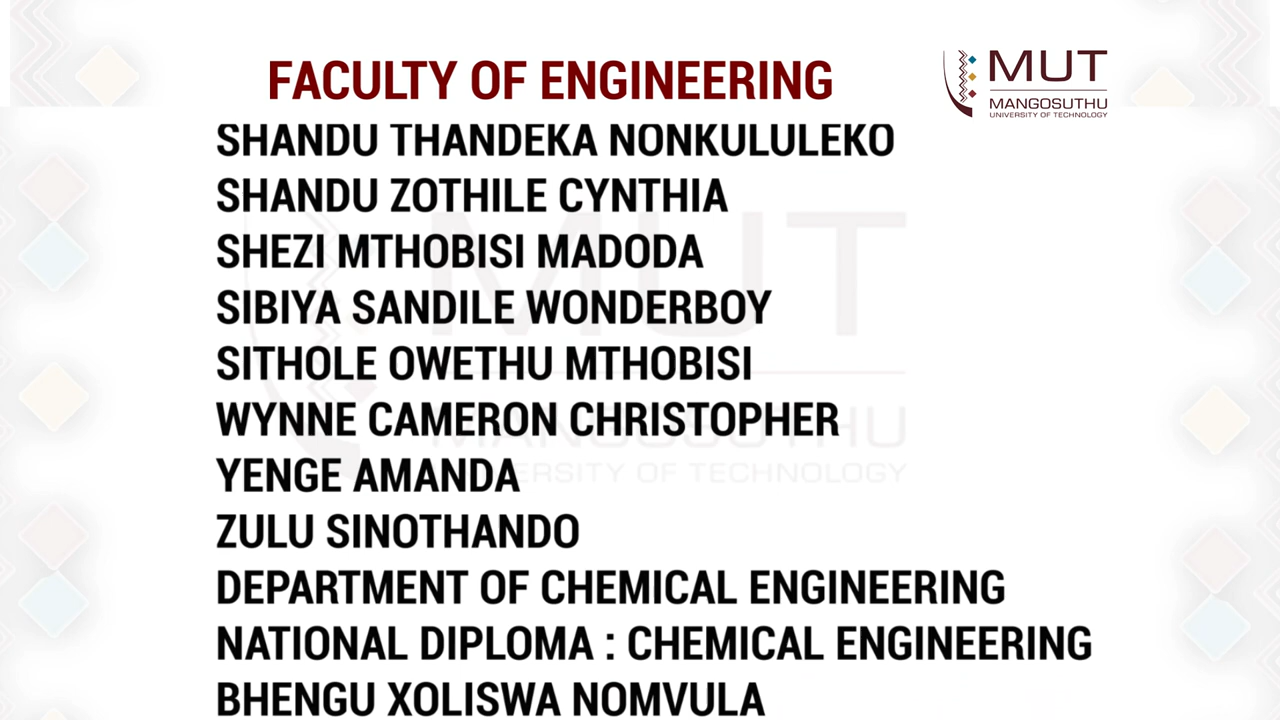 FACULTY OF ENGINEERING
MUT
MANGOSUTHU
UNIVERSITY OF TECHNOLOGY
SHANDU THANDEKA NONKULULEKO
SHANDU ZOTHILE CYNTHIA
SHEZI MTHOBISI MADODA
SIBIYA SANDILE WONDERBOY
SITHOLE OWETHU MTHOBISI
WYNNE CAMERON CHRISTOPHER
YENGE AMANDA
ZULU SINOTHANDO
DEPARTMENT OF CHEMICAL ENGINEERING
NATIONAL DIPLOMA : CHEMICAL ENGINEERING
BHENGU XOLISWA NOMVULA